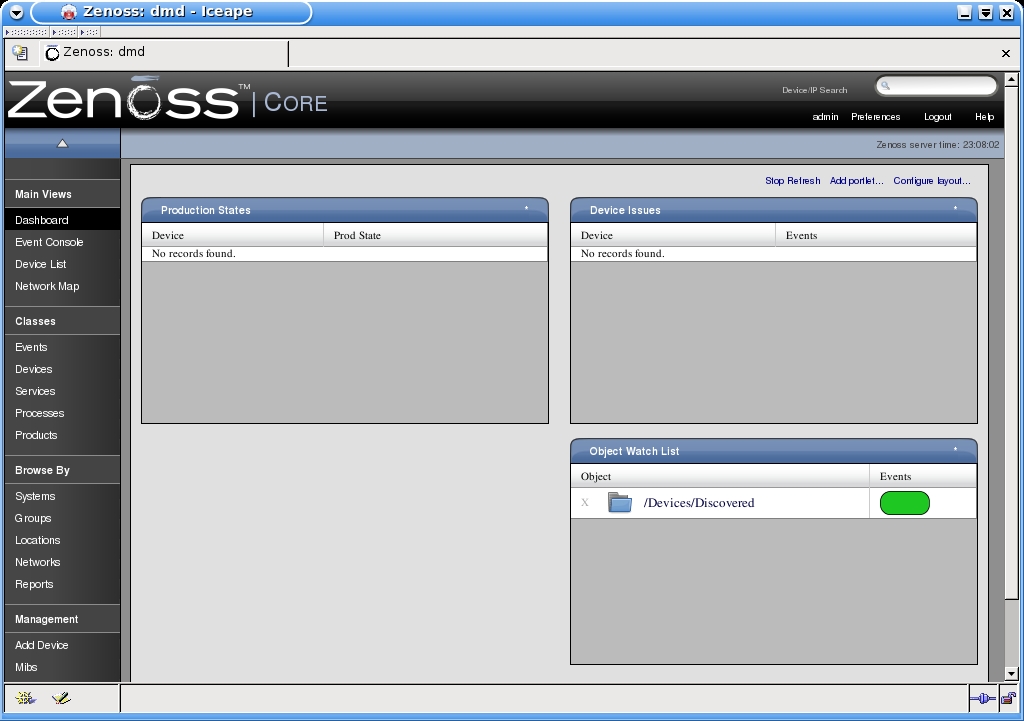 Zenoss: dmd - Iceape
Zenoss: dmd
Zenoss™ | Core
Device/IP Search
admin Preferences Logout Help
Zenoss server time: 23:08:02
Stop Refresh Add portlet... Configure layout...
Main Views
Dashboard
Event Console
Device List
Network Map
Classes
Events
Devices
Services
Processes
Products
Browse By
Systems
Groups
Locations
Networks
Reports
Management
Add Device
Mibs
Production States *
Device Prod State
No records found.
Device Issues *
Device Events
No records found.
Object Watch List *
Object Events
X /Devices/Discovered